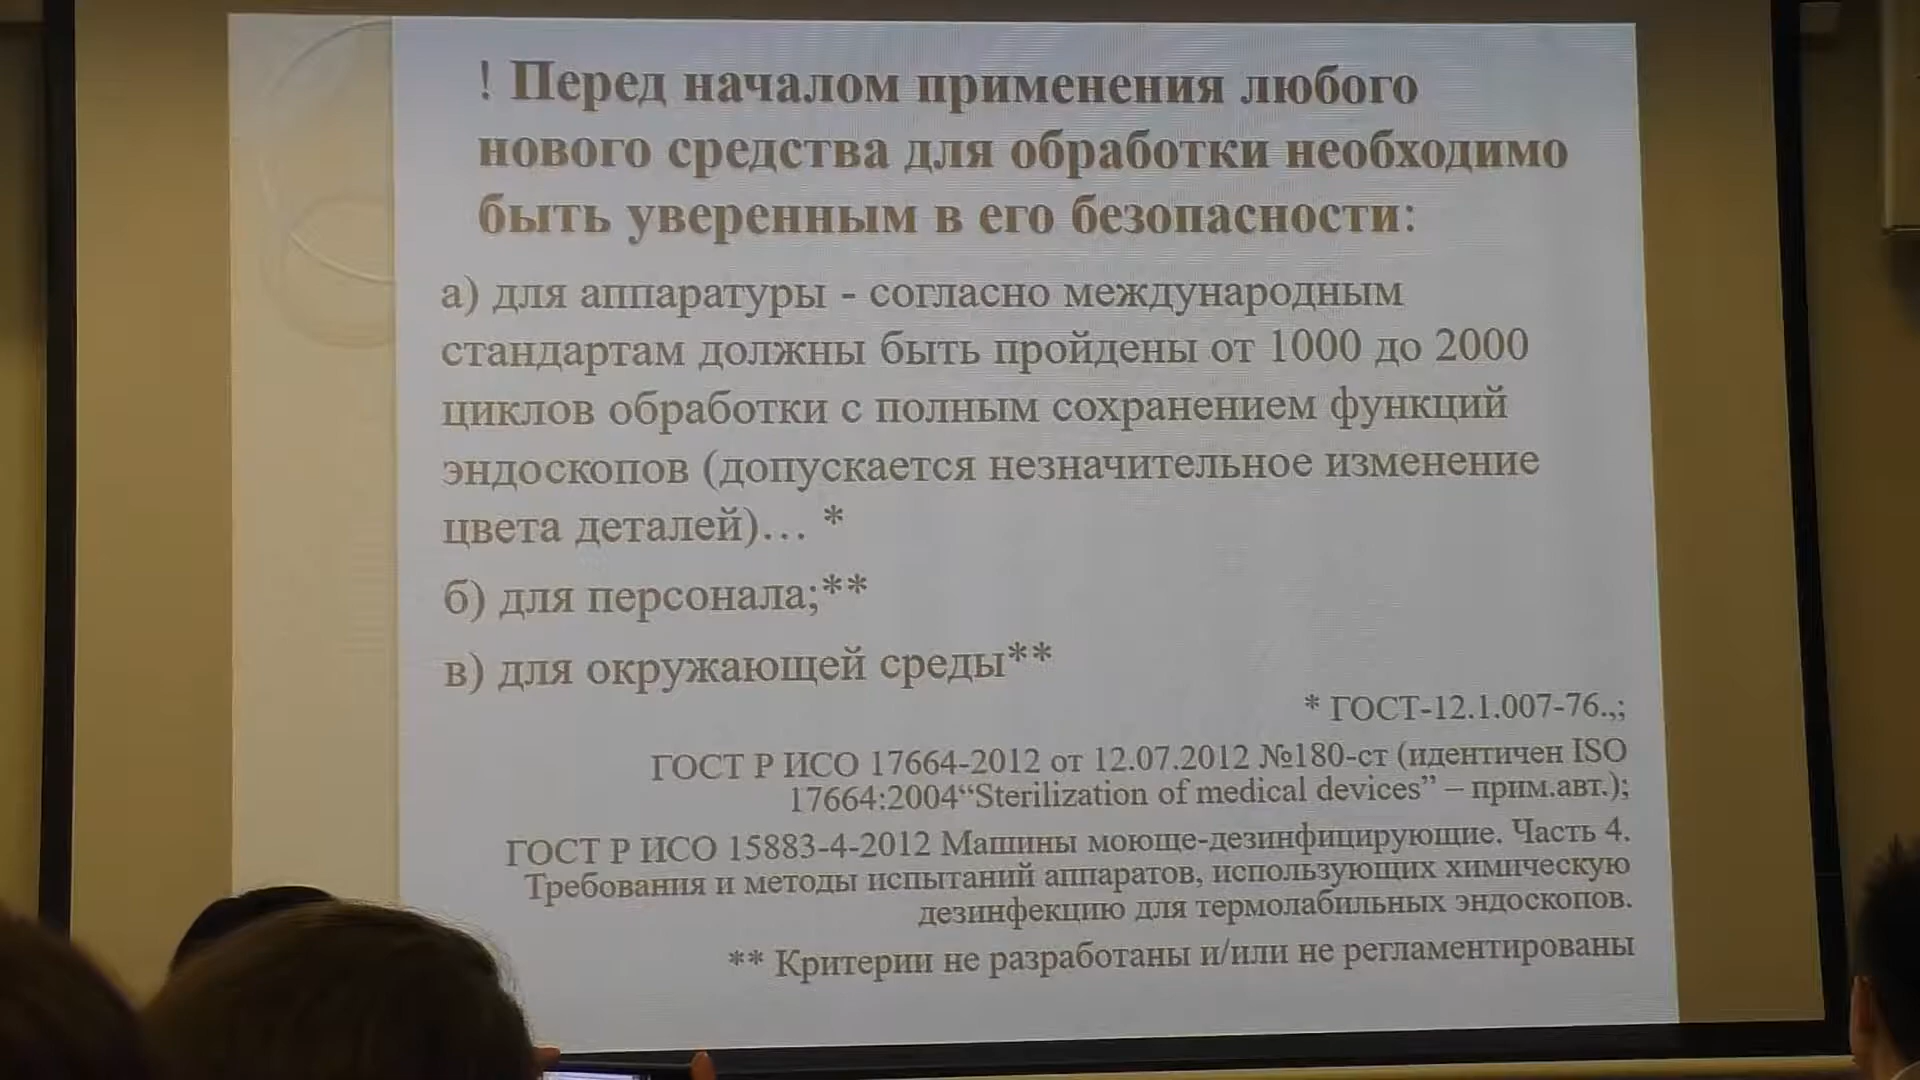 ! Перед началом применения любого
нового средства для обработки необходимо
быть уверенным в его безопасности:
а) для аппаратуры - согласно международным
стандартам должны быть пройдены от 1000 до 2000
циклов обработки с полным сохранением функций
эндоскопов (допускается незначительное изменение
цвета деталей)… *
б) для персонала;**
в) для окружающей среды**
* ГОСТ-12.1.007-76.,;
ГОСТ Р ИСО 17664-2012 от 12.07.2012 №180-ст (идентичен ISO
17664:2004“Sterilization of medical devices” – прим.авт.);
ГОСТ Р ИСО 15883-4-2012 Машины моюще-дезинфицирующие. Часть 4.
Требования и методы испытаний аппаратов, использующих химическую
дезинфекцию для термолабильных эндоскопов.
** Критерии не разработаны и/или не регламентированы